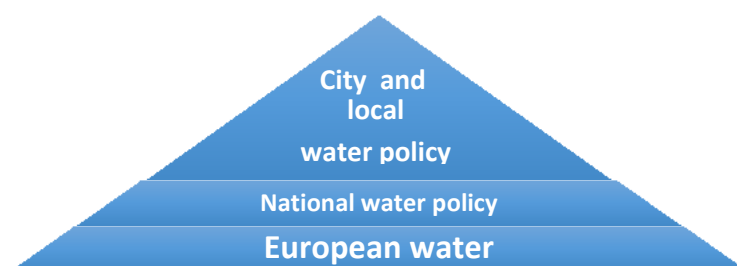 City and
local
water policy
National water policy
European water